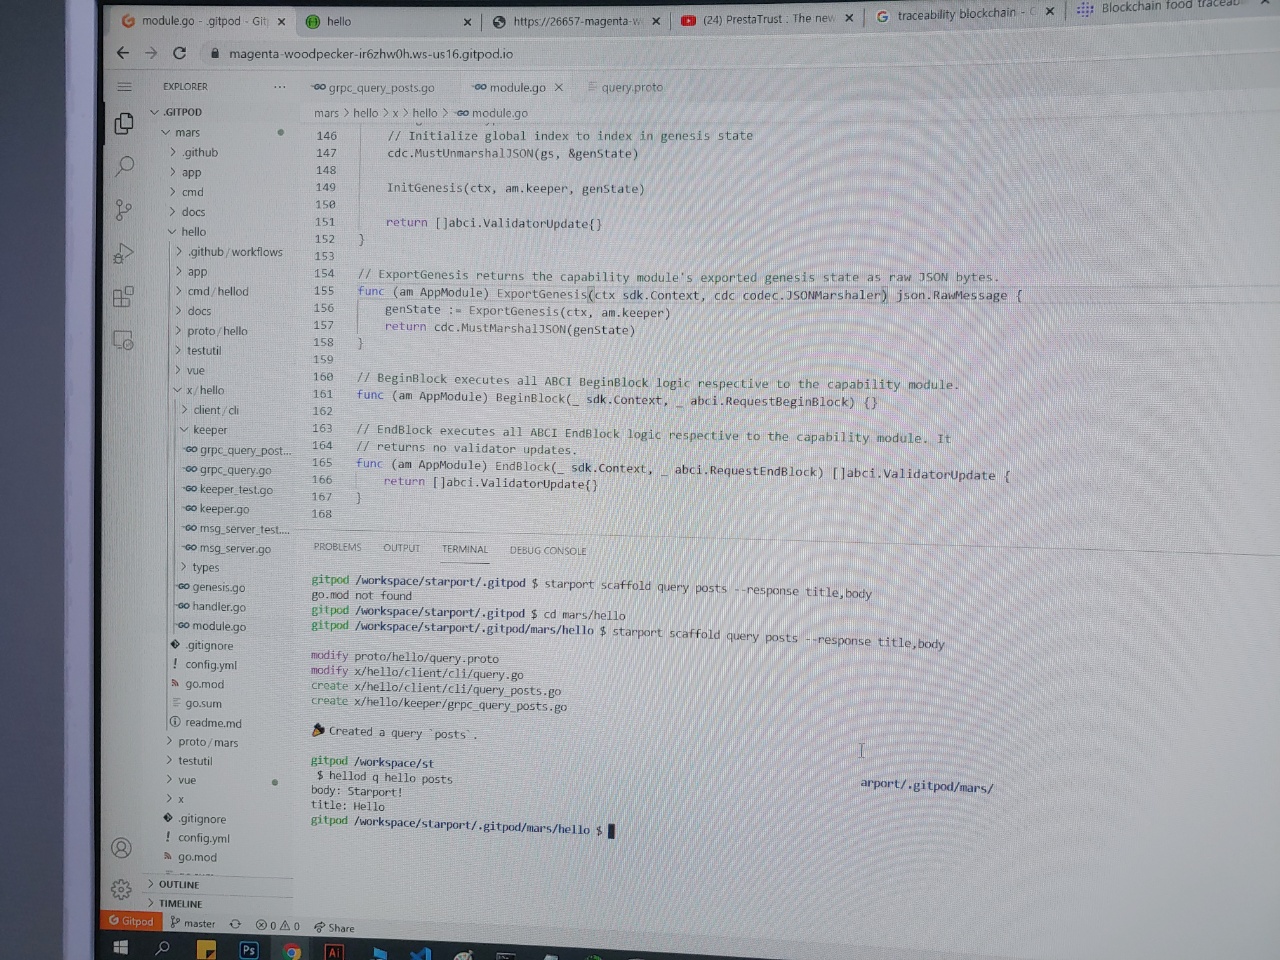 module.go - .gitpod - Git
hello
https://26657-magenta-w
(24) PrestaTrust : The new
traceability blockchain - G
Blockchain food traceab
magenta-woodpecker-ir6zhw0h.ws-us16.gitpod.io
EXPLORER
grpc_query_posts.go
module.go
query.proto
mars > hello > x > hello > module.go
.GITPOD
mars
.github
app
cmd
docs
hello
.github/workflows
app
cmd/hellod
docs
proto/hello
testutil
vue
x/hello
client/cli
keeper
grpc_query_post...
grpc_query.go
keeper_test.go
keeper.go
msg_server_test....
msg_server.go
types
genesis.go
handler.go
module.go
.gitignore
config.yml
go.mod
go.sum
readme.md
proto/mars
testutil
vue
x
.gitignore
config.yml
go.mod
OUTLINE
TIMELINE
146 // Initialize global index to index in genesis state
147 cdc.MustUnmarshalJSON(gs, &genState)
148
149 InitGenesis(ctx, am.keeper, genState)
150
151 return []abci.ValidatorUpdate{}
152 }
153
154 // ExportGenesis returns the capability module's exported genesis state as raw JSON bytes.
155 func (am AppModule) ExportGenesis(ctx sdk.Context, cdc codec.JSONMarshaler) json.RawMessage {
156 genState := ExportGenesis(ctx, am.keeper)
157 return cdc.MustMarshalJSON(genState)
158 }
159
160 // BeginBlock executes all ABCI BeginBlock logic respective to the capability module.
161 func (am AppModule) BeginBlock(_ sdk.Context, _ abci.RequestBeginBlock) {}
162
163 // EndBlock executes all ABCI EndBlock logic respective to the capability module. It
164 // returns no validator updates.
165 func (am AppModule) EndBlock(_ sdk.Context, _ abci.RequestEndBlock) []abci.ValidatorUpdate {
166 return []abci.ValidatorUpdate{}
167 }
168
PROBLEMS OUTPUT TERMINAL DEBUG CONSOLE
gitpod /workspace/starport/.gitpod $ starport scaffold query posts --response title,body
go.mod not found
gitpod /workspace/starport/.gitpod $ cd mars/hello
gitpod /workspace/starport/.gitpod/mars/hello $ starport scaffold query posts --response title,body
modify proto/hello/query.proto
modify x/hello/client/cli/query.go
create x/hello/client/cli/query_posts.go
create x/hello/keeper/grpc_query_posts.go
Created a query `posts`.
gitpod /workspace/st
arport/.gitpod/mars/
$ hellod q hello posts
body: Starport!
title: Hello
gitpod /workspace/starport/.gitpod/mars/hello $
Gitpod master 0 0 Share
Ps
Ai